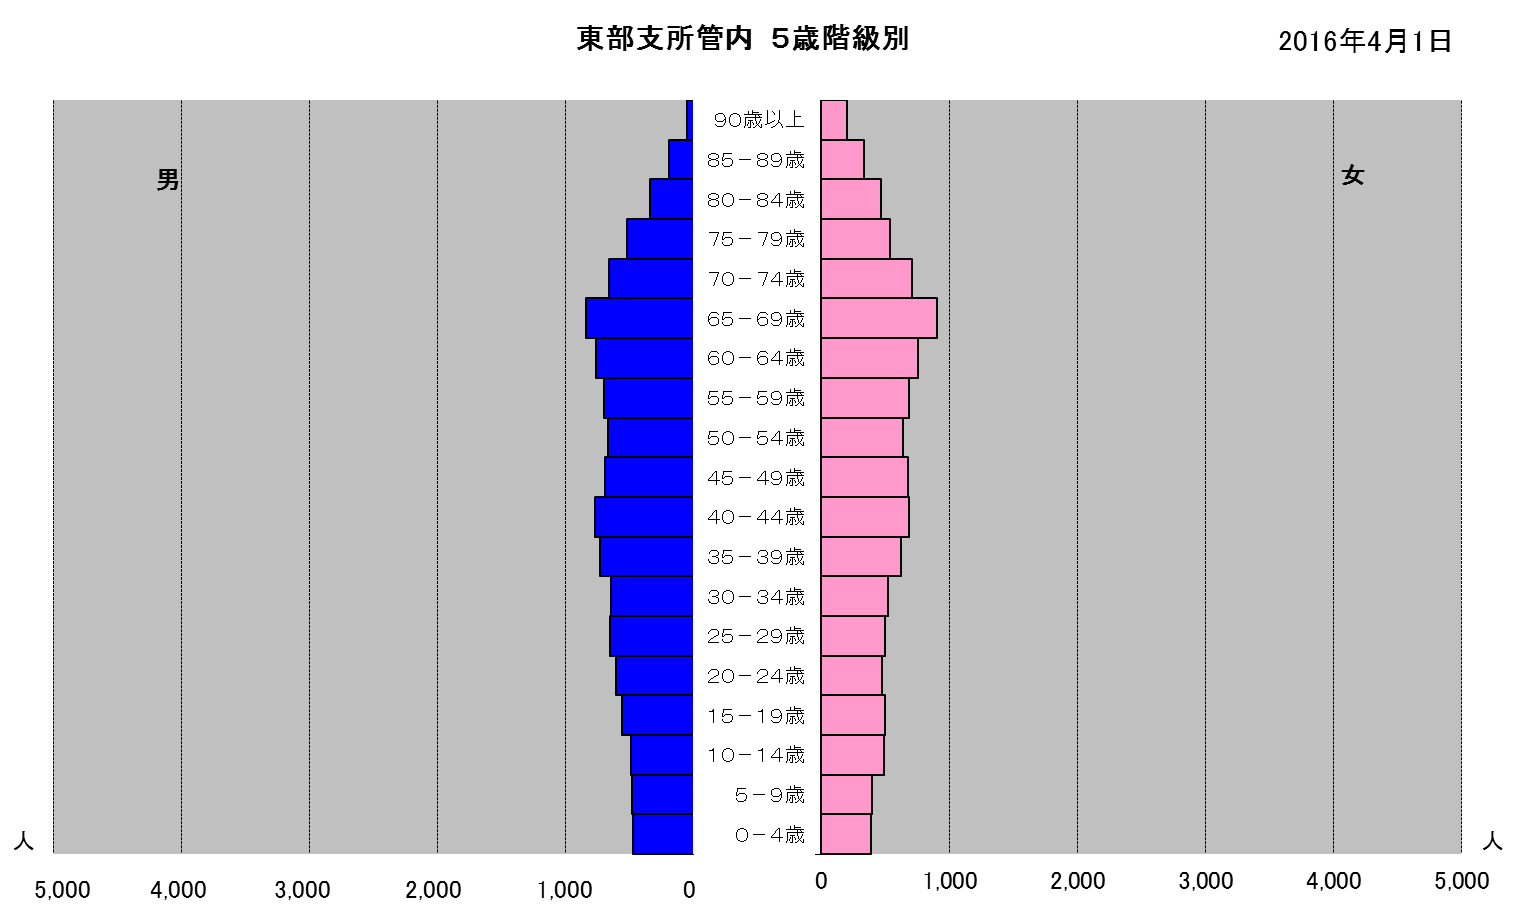 東部支所管内 ５歳階級別
2016年4月1日
男
女
９０歳以上
８５－８９歳
８０－８４歳
７５－７９歳
７０－７４歳
６５－６９歳
６０－６４歳
５５－５９歳
５０－５４歳
４５－４９歳
４０－４４歳
３５－３９歳
３０－３４歳
２５－２９歳
２０－２４歳
１５－１９歳
１０－１４歳
５－９歳
０－４歳
人
人
5,000 4,000 3,000 2,000 1,000 0
0 1,000 2,000 3,000 4,000 5,000